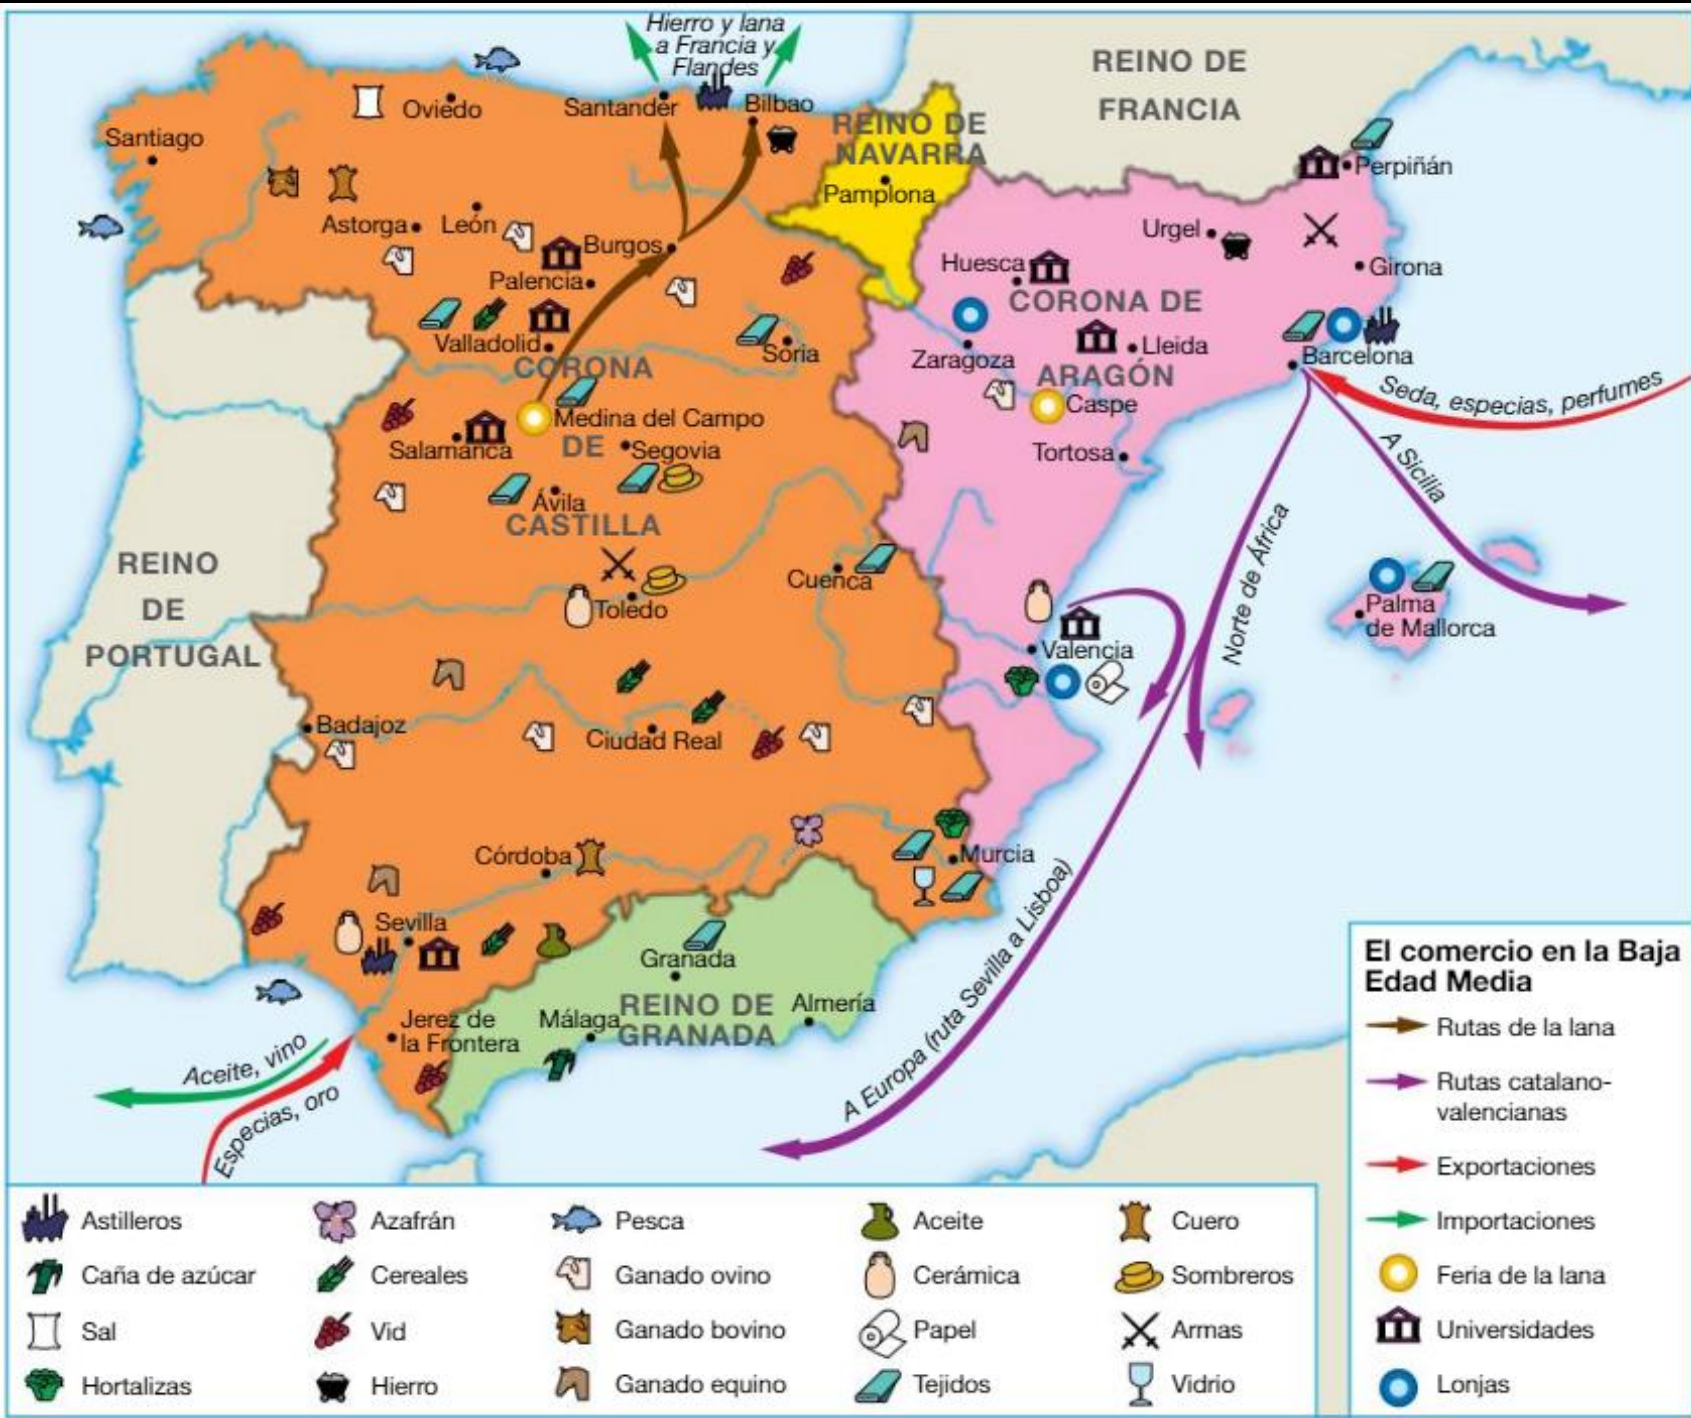 Hierro y lana
a Francia y
Flandes
REINO DE
FRANCIA
Oviedo
Santander
Bilbao
Santiago
REINO DE
NAVARRA
Pamplona
Perpiñán
Astorga
León
Burgos
Palencia
Urgel
Huesca
Girona
CORONA DE
ARAGÓN
Valladolid
Soria
Zaragoza
Lleida
Barcelona
CORONA
DE
CASTILLA
Medina del Campo
Salamanca
Segovia
Caspe
Seda, especias, perfumes
Tortosa
A Sicilia
Ávila
REINO
DE
PORTUGAL
Cuenca
Toledo
Norte de África
Palma
de Mallorca
Valencia
Badajoz
Ciudad Real
Córdoba
Murcia
Sevilla
Granada
REINO DE
GRANADA
Almería
Málaga
Jerez de
la Frontera
Aceite, vino
Especias, oro
A Europa (ruta Sevilla a Lisboa)
El comercio en la Baja
Edad Media
Rutas de la lana
Rutas catalano-
valencianas
Exportaciones
Importaciones
Feria de la lana
Universidades
Lonjas
Astilleros
Azafrán
Pesca
Aceite
Cuero
Caña de azúcar
Cereales
Ganado ovino
Cerámica
Sombreros
Sal
Vid
Ganado bovino
Papel
Armas
Hortalizas
Hierro
Ganado equino
Tejidos
Vidrio